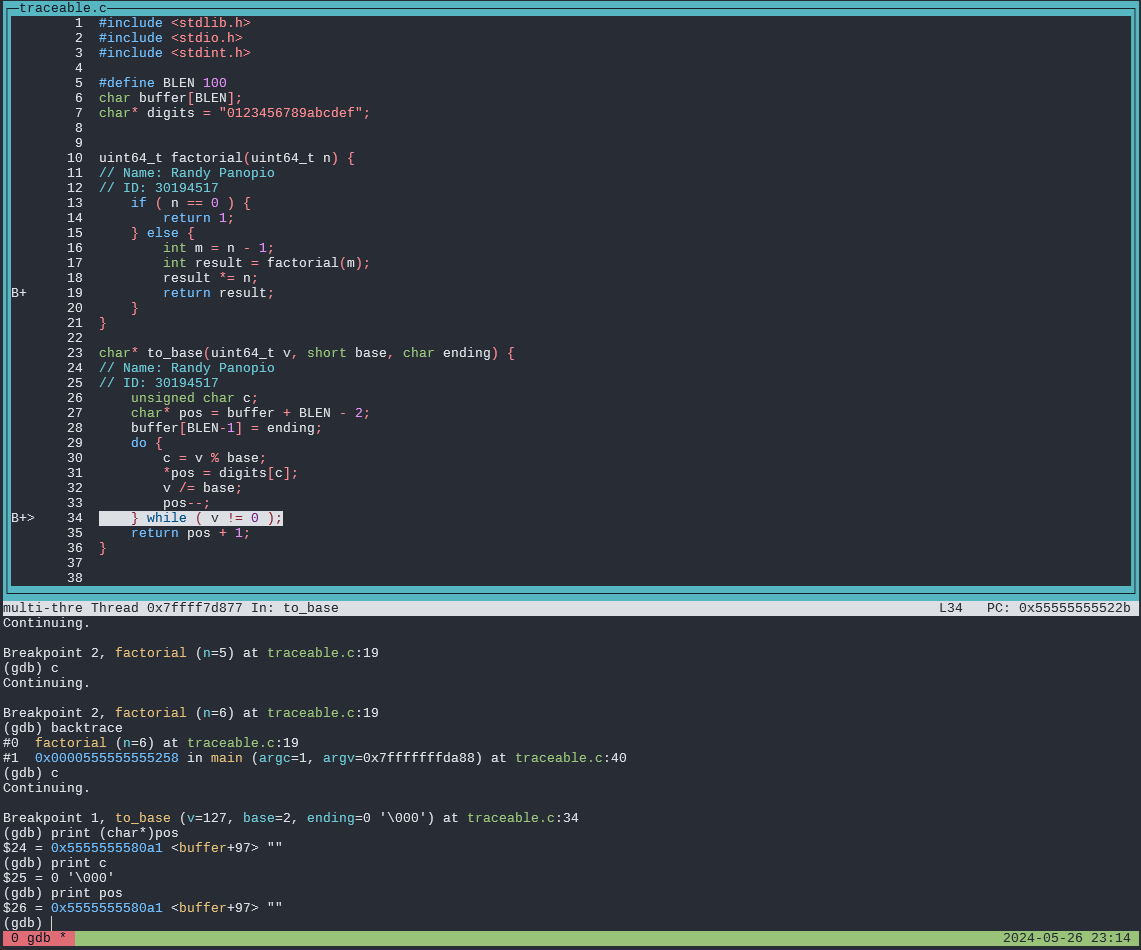 traceable.c
1 #include <stdlib.h>
2 #include <stdio.h>
3 #include <stdint.h>
4
5 #define BLEN 100
6 char buffer[BLEN];
7 char* digits = "0123456789abcdef";
8
9
10 uint64_t factorial(uint64_t n) {
11 // Name: Randy Panopio
12 // ID: 30194517
13     if ( n == 0 ) {
14         return 1;
15     } else {
16         int m = n - 1;
17         int result = factorial(m);
18         result *= n;
B+ 19         return result;
20     }
21 }
22
23 char* to_base(uint64_t v, short base, char ending) {
24 // Name: Randy Panopio
25 // ID: 30194517
26     unsigned char c;
27     char* pos = buffer + BLEN - 2;
28     buffer[BLEN-1] = ending;
29     do {
30         c = v % base;
31         *pos = digits[c];
32         v /= base;
33         pos--;
B+> 34     } while ( v != 0 );
35     return pos + 1;
36 }
37
38
multi-thre Thread 0x7ffff7d877 In: to_base L34 PC: 0x55555555522b
Continuing.

Breakpoint 2, factorial (n=5) at traceable.c:19
(gdb) c
Continuing.

Breakpoint 2, factorial (n=6) at traceable.c:19
(gdb) backtrace
#0  factorial (n=6) at traceable.c:19
#1  0x0000555555555258 in main (argc=1, argv=0x7fffffffda88) at traceable.c:40
(gdb) c
Continuing.

Breakpoint 1, to_base (v=127, base=2, ending=0 '\000') at traceable.c:34
(gdb) print (char*)pos
$24 = 0x5555555580a1 <buffer+97> ""
(gdb) print c
$25 = 0 '\000'
(gdb) print pos
$26 = 0x5555555580a1 <buffer+97> ""
(gdb)
0 gdb * 2024-05-26 23:14